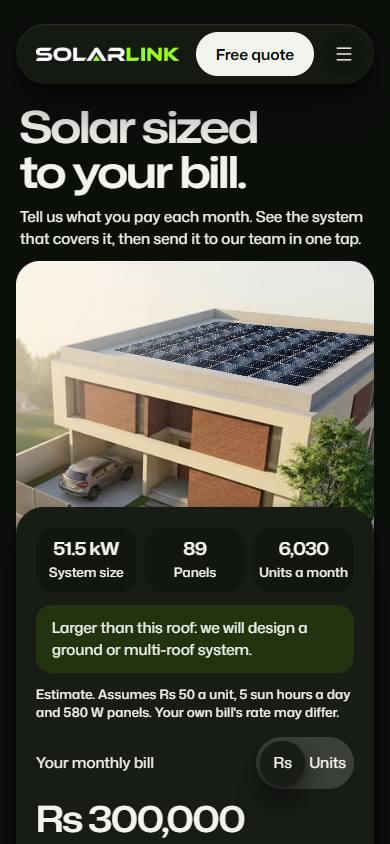 SOLARLINK
Free quote
Solar sized
to your bill.
Tell us what you pay each month. See the system
that covers it, then send it to our team in one tap.
51.5 kW
System size
89
Panels
6,030
Units a month
Larger than this roof: we will design a
ground or multi-roof system.
Estimate. Assumes Rs 50 a unit, 5 sun hours a day
and 580 W panels. Your own bill's rate may differ.
Your monthly bill
Rs
Units
Rs 300,000